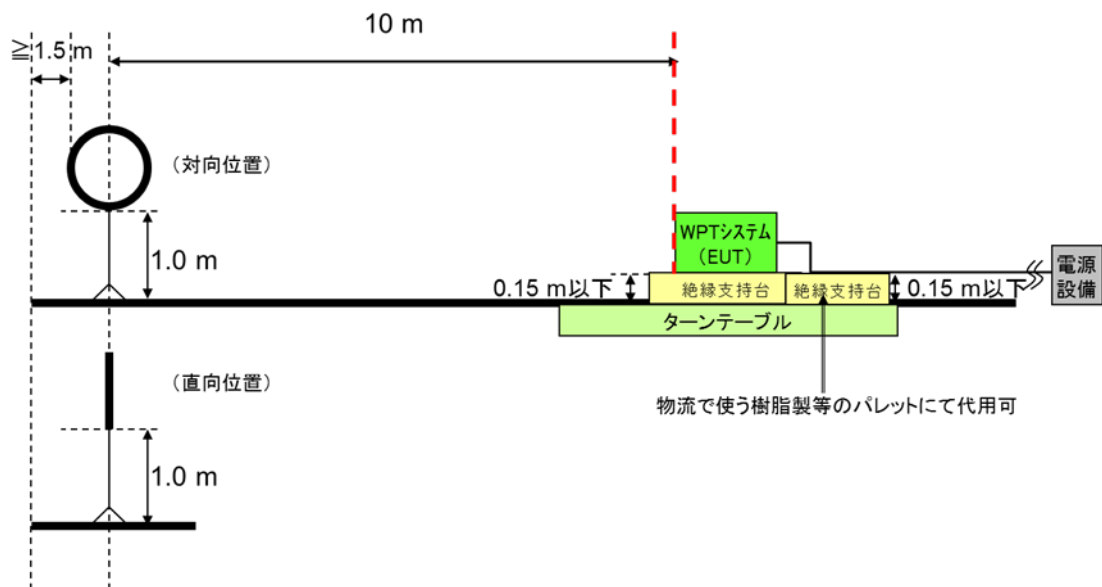 10 m
≧1.5 m
(対向位置)
WPTシステム
(EUT)
1.0 m
電源
設備
0.15 m以下
絶縁支持台
絶縁支持台
0.15 m以下
ターンテーブル
(直向位置)
物流で使う樹脂製等のパレットにて代用可
1.0 m